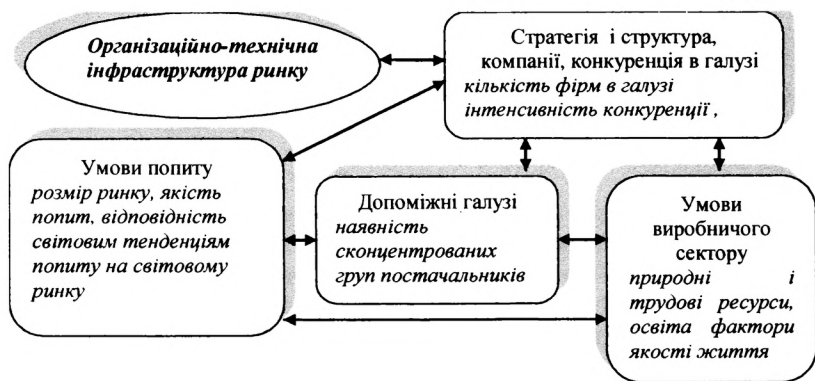 Організаційно-технічна
інфраструктура ринку
Стратегія і структура,
компанії, конкуренція в галузі
кількість фірм в галузі
інтенсивність конкуренції ,
Умови попиту
розмір ринку, якість
попит, відповідність
світовим тенденціям
попиту на світовому
ринку
Допоміжні галузі
наявність
сконцентрованих
груп постачальників
Умови
виробничого
сектору
природні і
трудові ресурси,
освіта фактори
якості життя